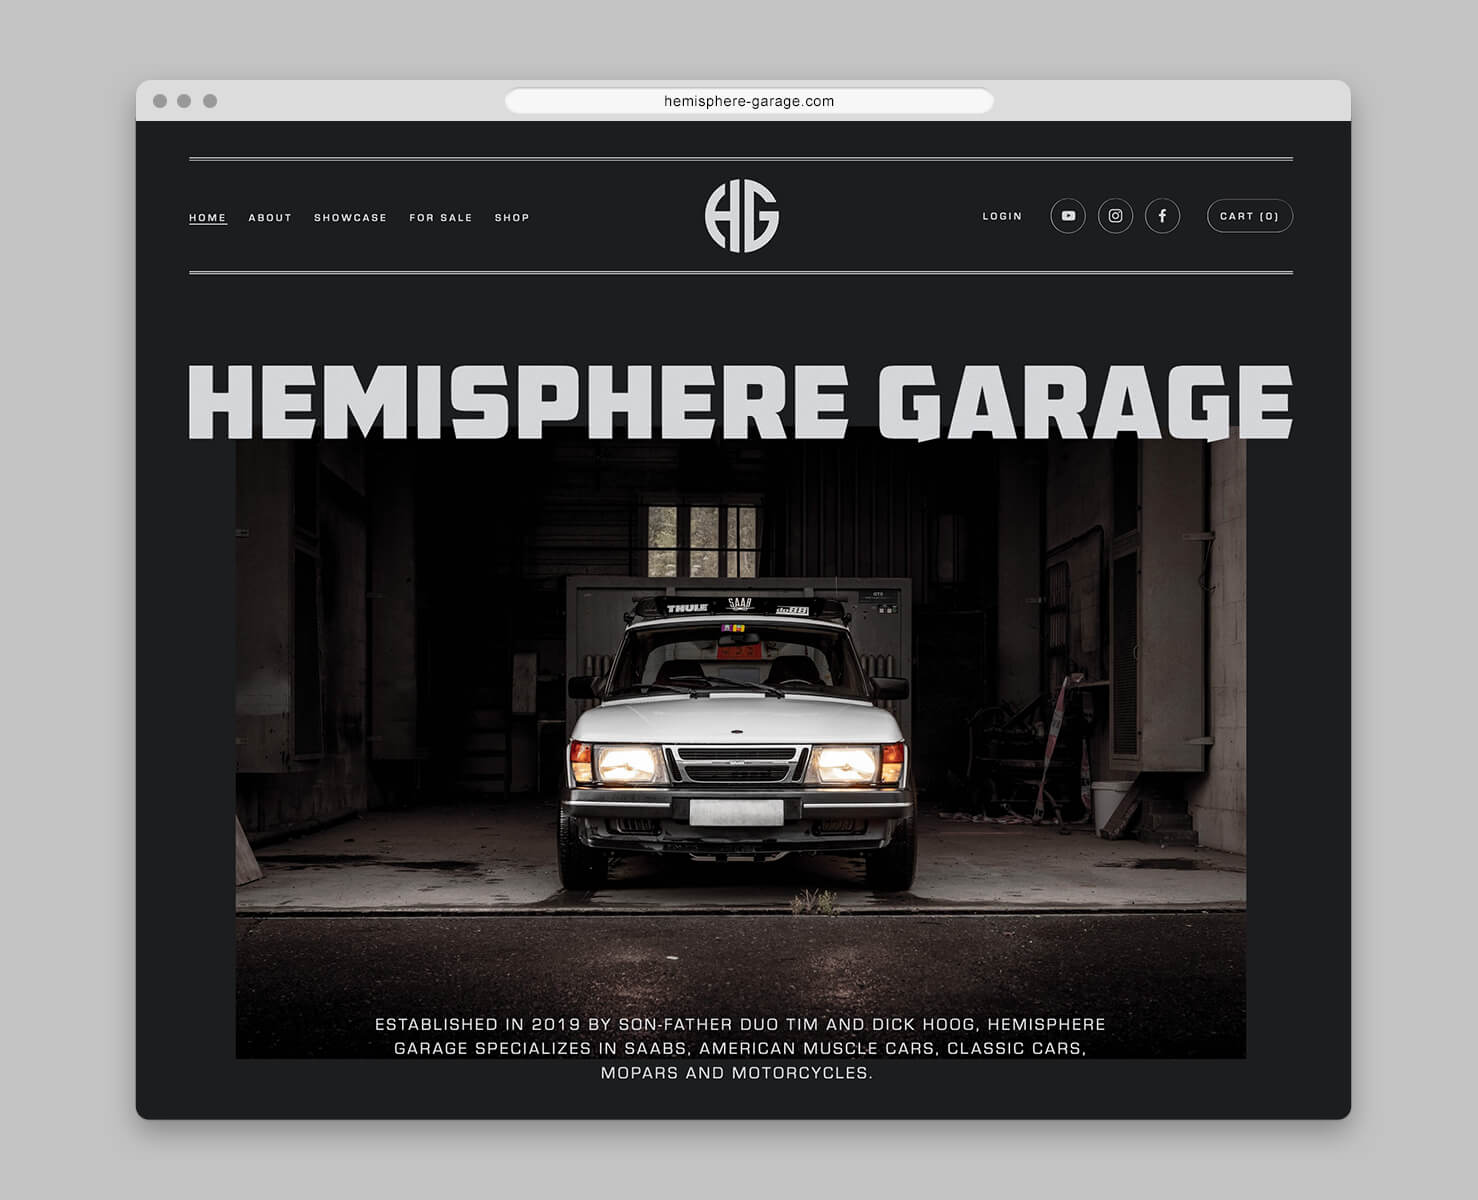 hemisphere-garage.com
HOME ABOUT SHOWCASE FOR SALE SHOP
HG
LOGIN CART (0)
HEMISPHERE GARAGE
THULE SAAB
ESTABLISHED IN 2019 BY SON-FATHER DUO TIM AND DICK HOOG, HEMISPHERE
GARAGE SPECIALIZES IN SAABS, AMERICAN MUSCLE CARS, CLASSIC CARS,
MOPARS AND MOTORCYCLES.